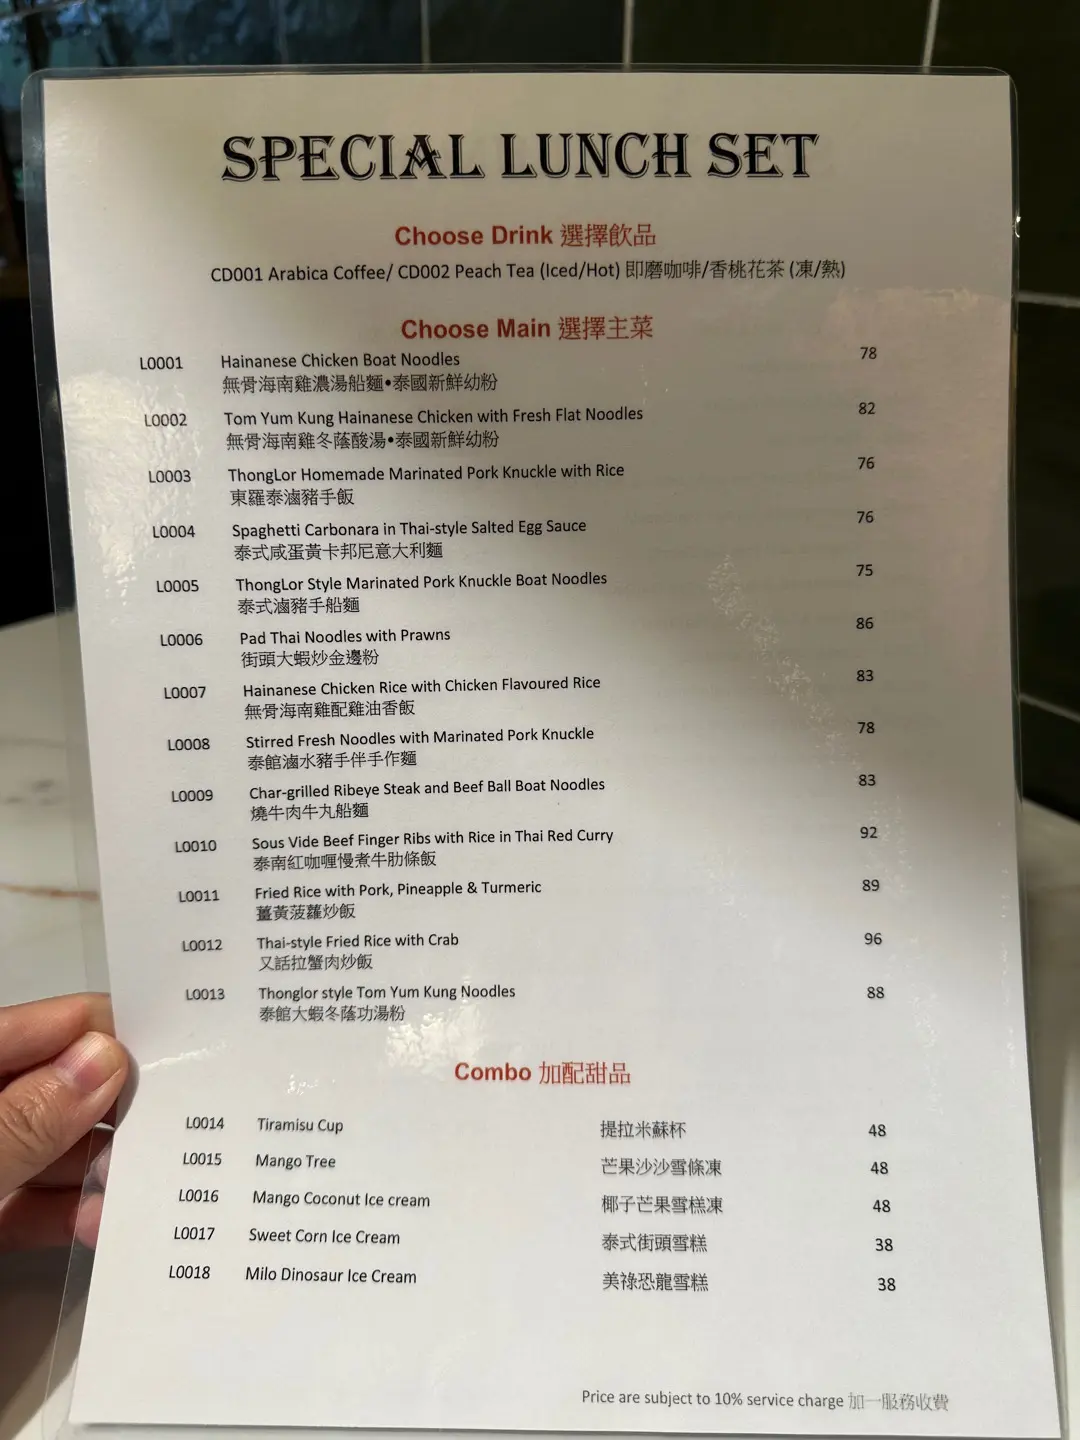 SPECIAL LUNCH SET
Choose Drink 選擇飲品
CD001 Arabica Coffee/ CD002 Peach Tea (Iced/Hot) 即磨咖啡/香桃花茶 (凍/熱)
Choose Main 選擇主菜
L0001 Hainanese Chicken Boat Noodles 78
無骨海南雞濃湯船麵•泰國新鮮幼粉
L0002 Tom Yum Kung Hainanese Chicken with Fresh Flat Noodles 82
無骨海南雞冬蔭酸湯•泰國新鮮幼粉
L0003 ThongLor Homemade Marinated Pork Knuckle with Rice 76
東羅泰滷豬手飯
L0004 Spaghetti Carbonara in Thai-style Salted Egg Sauce 76
泰式咸蛋黃卡邦尼意大利麵
L0005 ThongLor Style Marinated Pork Knuckle Boat Noodles 75
泰式滷豬手船麵
L0006 Pad Thai Noodles with Prawns 86
街頭大蝦炒金邊粉
L0007 Hainanese Chicken Rice with Chicken Flavoured Rice 83
無骨海南雞配雞油香飯
L0008 Stirred Fresh Noodles with Marinated Pork Knuckle 78
泰館滷水豬手伴手作麵
L0009 Char-grilled Ribeye Steak and Beef Ball Boat Noodles 83
燒牛肉牛丸船麵
L0010 Sous Vide Beef Finger Ribs with Rice in Thai Red Curry 92
泰南紅咖喱慢煮牛肋條飯
L0011 Fried Rice with Pork, Pineapple & Turmeric 89
薑黃菠蘿炒飯
L0012 Thai-style Fried Rice with Crab 96
又話拉蟹肉炒飯
L0013 Thonglor style Tom Yum Kung Noodles 88
泰館大蝦冬蔭功湯粉
Combo 加配甜品
L0014 Tiramisu Cup 提拉米蘇杯 48
L0015 Mango Tree 芒果沙沙雪條凍 48
L0016 Mango Coconut Ice cream 椰子芒果雪糕凍 48
L0017 Sweet Corn Ice Cream 泰式街頭雪糕 38
L0018 Milo Dinosaur Ice Cream 美祿恐龍雪糕 38
Price are subject to 10% service charge 加一服務收費